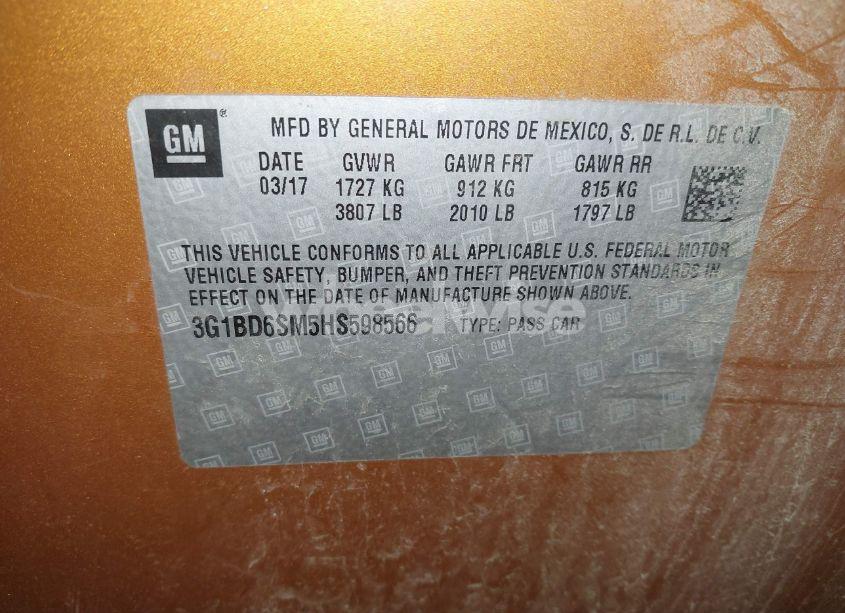 GM
MFD BY GENERAL MOTORS DE MEXICO, S. DE R.L. DE C.V.
DATE GVWR GAWR FRT GAWR RR
03/17 1727 KG 912 KG 815 KG
3807 LB 2010 LB 1797 LB
THIS VEHICLE CONFORMS TO ALL APPLICABLE U.S. FEDERAL MOTOR
VEHICLE SAFETY, BUMPER, AND THEFT PREVENTION STANDARDS IN
EFFECT ON THE DATE OF MANUFACTURE SHOWN ABOVE.
3G1BD6SM5HS598566 TYPE: PASS CAR